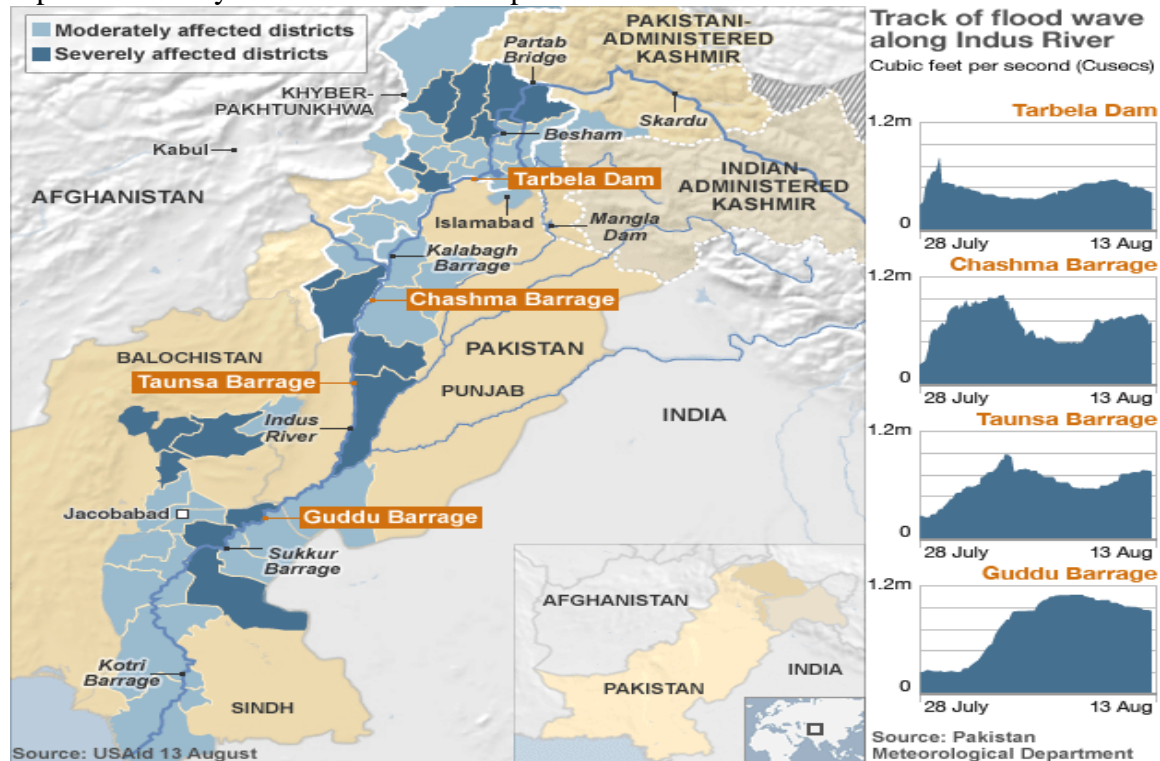 Moderately affected districts
Severely affected districts
PAKISTANI-
ADMINISTERED
KASHMIR
Partab
Bridge
KHYBER-
PAKHTUNKHWA
Skardu
Besham
Kabul
AFGHANISTAN
Tarbela Dam
INDIAN-
ADMINISTERED
KASHMIR
Islamabad
Mangla
Dam
Kalabagh
Barrage
Chashma Barrage
BALOCHISTAN
PAKISTAN
Taunsa Barrage
PUNJAB
Indus
River
INDIA
Jacobabad
Guddu Barrage
Sukkur
Barrage
AFGHANISTAN
INDIA
PAKISTAN
Kotri
Barrage
SINDH
Source: USAid 13 August
Track of flood wave
along Indus River
Cubic feet per second (Cusecs)
Tarbela Dam
1.2m
0
28 July 13 Aug
Chashma Barrage
1.2m
0
28 July 13 Aug
Taunsa Barrage
1.2m
0
28 July 13 Aug
Guddu Barrage
1.2m
0
28 July 13 Aug
Source: Pakistan
Meteorological Department